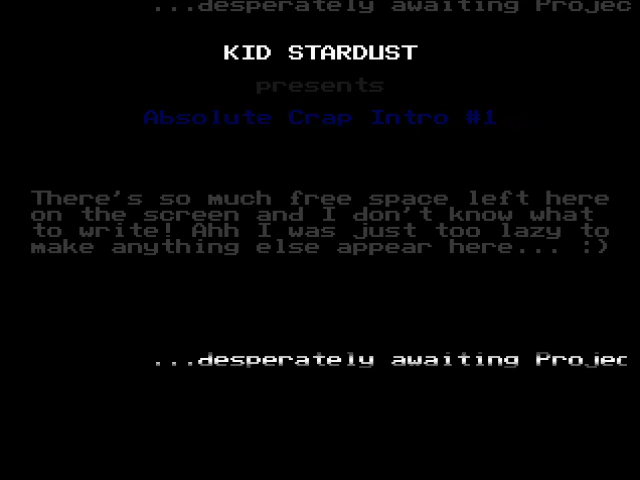 ...desperately awaiting Projec
KID STARDUST
presents
Absolute Crap Intro #1
There's so much free space left here
on the screen and I don't know what
to write! Ahh I was just too lazy to
make anything else appear here... :)
...desperately awaiting Projec